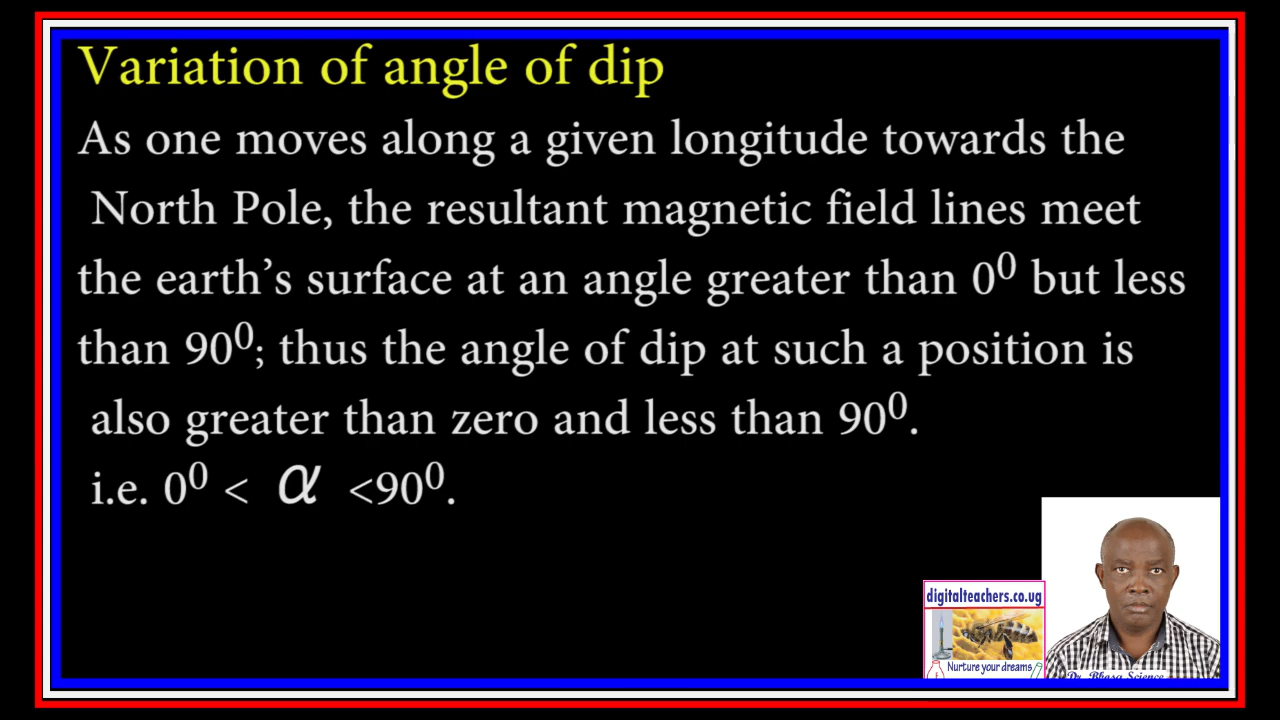 Variation of angle of dip
As one moves along a given longitude towards the
North Pole, the resultant magnetic field lines meet
the earth’s surface at an angle greater than 0⁰ but less
than 90⁰; thus the angle of dip at such a position is
also greater than zero and less than 90⁰.
i.e. 0⁰ < α <90⁰.
digitalteachers.co.ug
Nurture your dreams
Dr. Bbosa Science